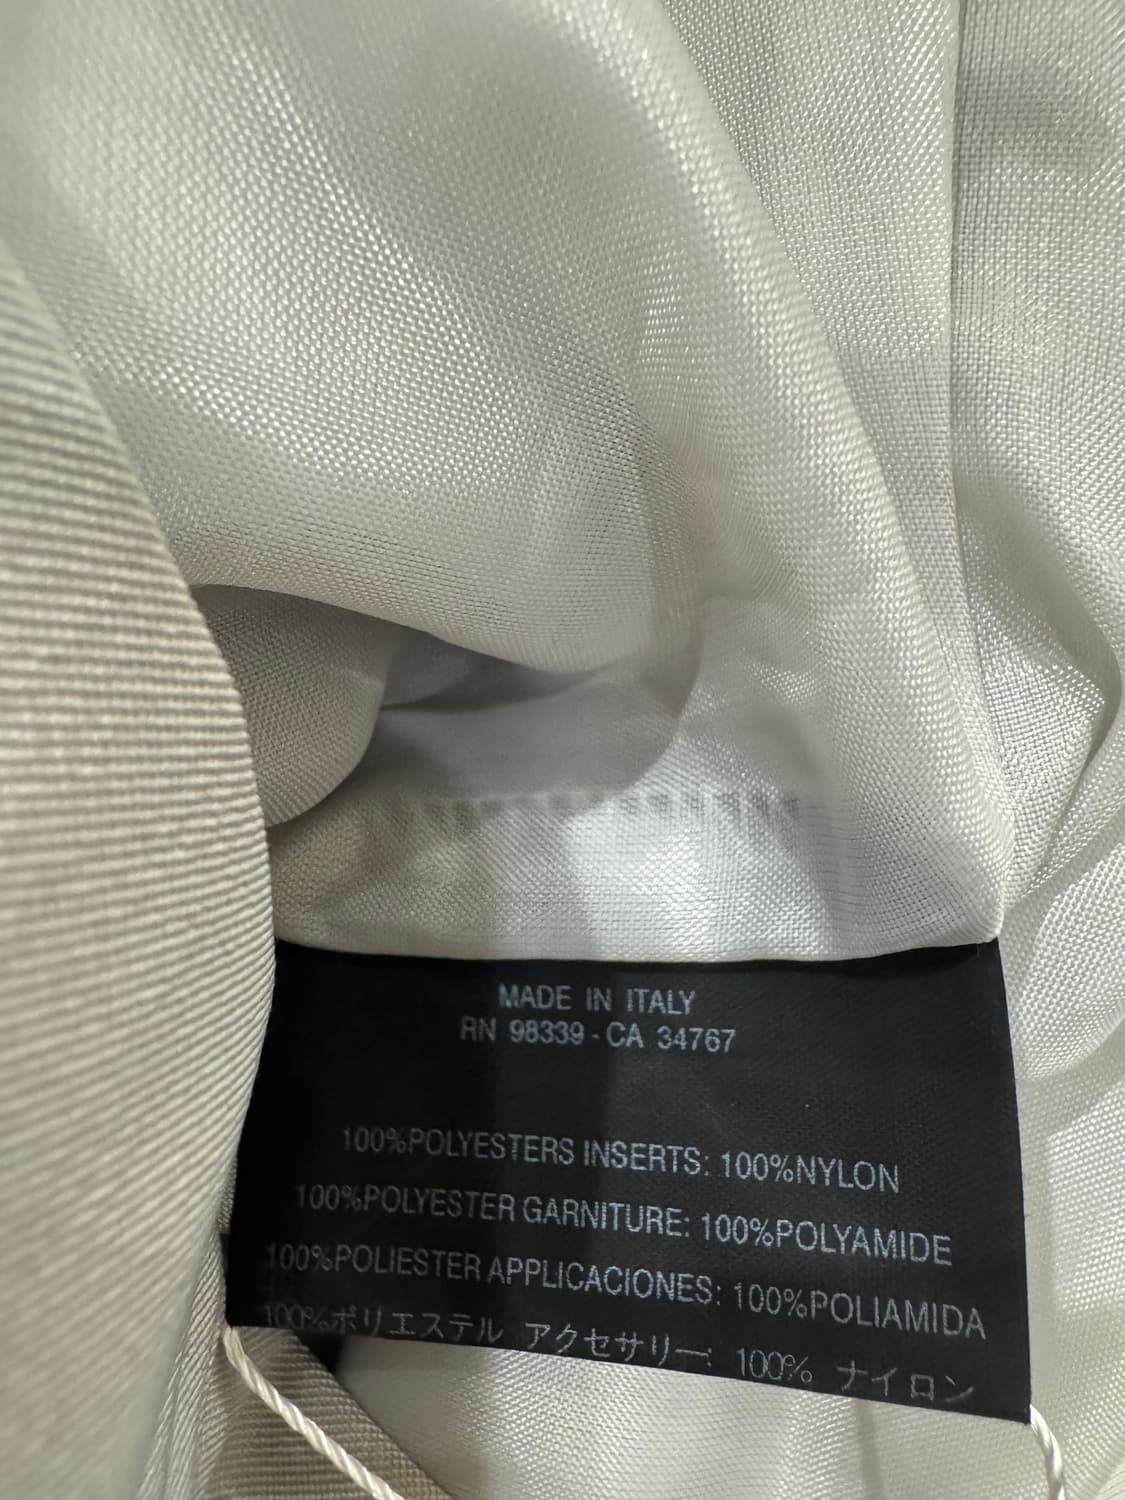 MADE IN ITALY
RN 98339-CA 34767
100%POLYESTERS INSERTS: 100%NYLON
100%POLYESTER GARNITURE: 100%POLYAMIDE
100%POLIESTER APPLICACIONES: 100%POLIAMIDA
100%ポリエステル アクセサリー: 100% ナイロン